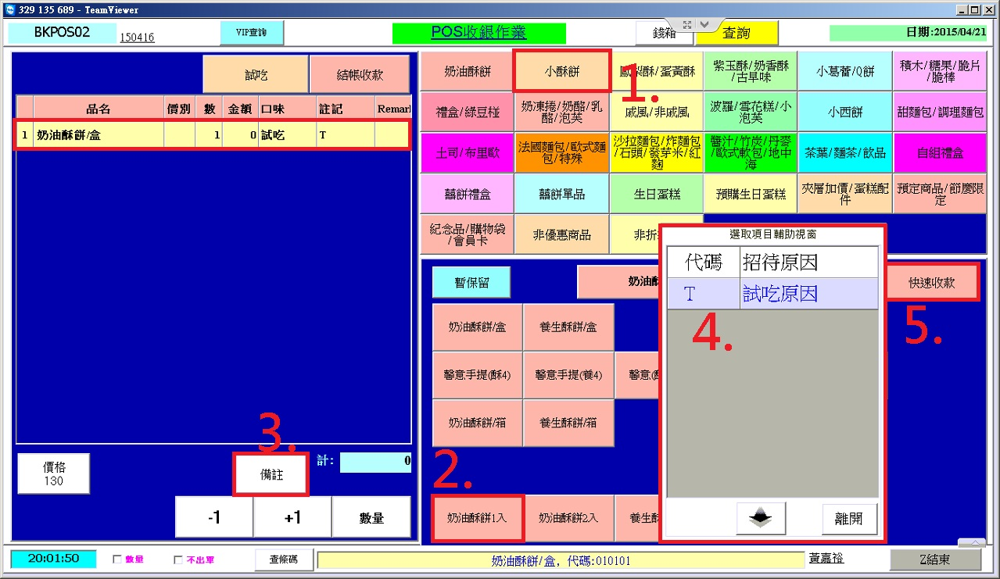 329 135 689 - TeamViewer
BKPOS02
150416
VIP查詢
POS收銀作業
錢箱
查詢
日期:2015/04/21
試吃
結帳收款
品名 價別 數 金額 口味 註記 Remark
1 奶油酥餅/盒 1 0 試吃 T
奶油酥餅
小酥餅
鳳梨酥/蛋黃酥
紫玉酥/奶香酥
/古早味
小葛蕾/Q餅
積木/糖果/脆片
/脆棒
1.
禮盒/綠豆椪
奶凍捲/奶酪/乳
酪/泡芙
戚風/非戚風
波羅/雪花糕/小
泡芙
小西餅
甜麵包/調理麵包
土司/布里歐
法國麵包/歐式麵
包/特殊
沙拉麵包/炸麵包
/石頭/發芽米/紅
麴
醬汁/竹炭/丹麥
/歐式軟包/地中
海
茶葉/麵茶/飲品
自組禮盒
囍餅禮盒
囍餅單品
生日蛋糕
預購生日蛋糕
夾層加價/蛋糕配
件
預定商品/節慶限
定
紀念品/購物袋
/會員卡
非優惠商品
非折
選取項目輔助視窗
代碼 招待原因
T 試吃原因
4.
離開
暫保留
奶油
快速收款
5.
奶油酥餅/盒
養生酥餅/盒
馨意手提(酥4)
馨意手提(養4)
馨意
奶油酥餅/箱
養生酥餅/箱
2.
奶油酥餅1入
奶油酥餅2入
養生
3.
價格
130
備註
計: 0
-1
+1
數量
20:01:50
數量
不出單
查條碼
奶油酥餅/盒, 代碼:010101
黃嘉裕
Z結束